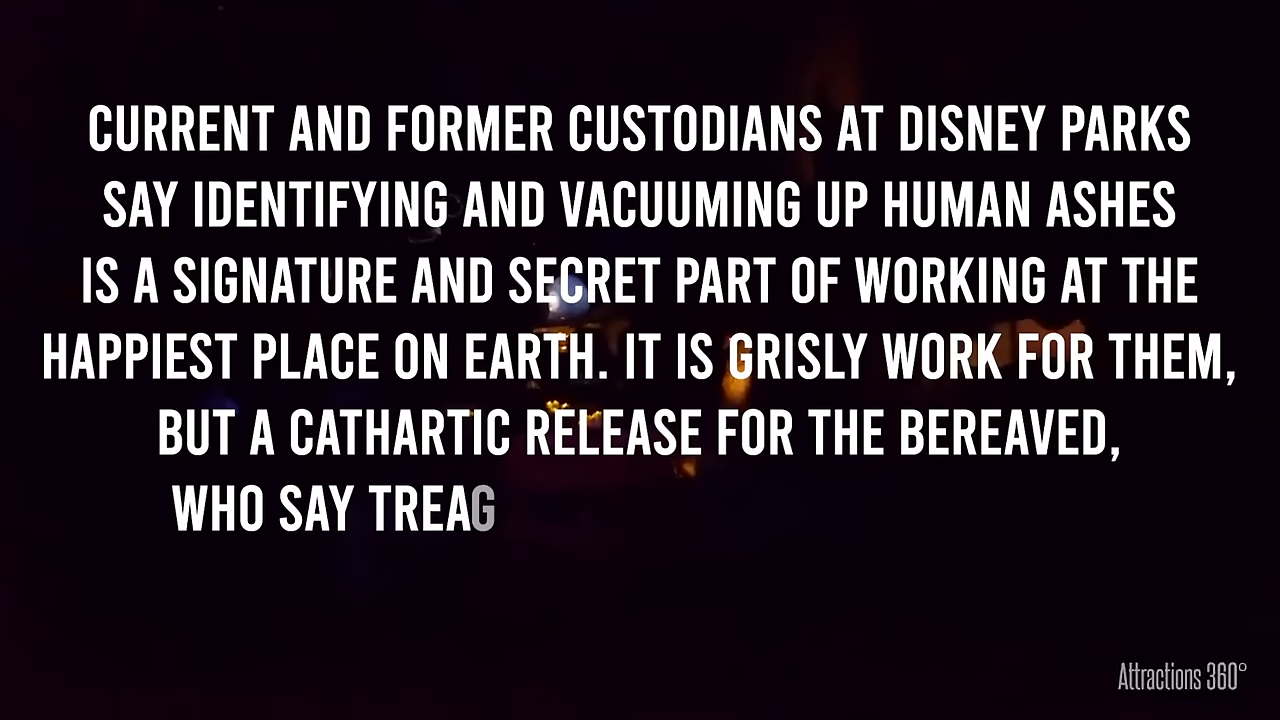 CURRENT AND FORMER CUSTODIANS AT DISNEY PARKS
SAY IDENTIFYING AND VACUUMING UP HUMAN ASHES
IS A SIGNATURE AND SECRET PART OF WORKING AT THE
HAPPIEST PLACE ON EARTH. IT IS GRISLY WORK FOR THEM,
BUT A CATHARTIC RELEASE FOR THE BEREAVED,
WHO SAY TREAG
Attractions 360°